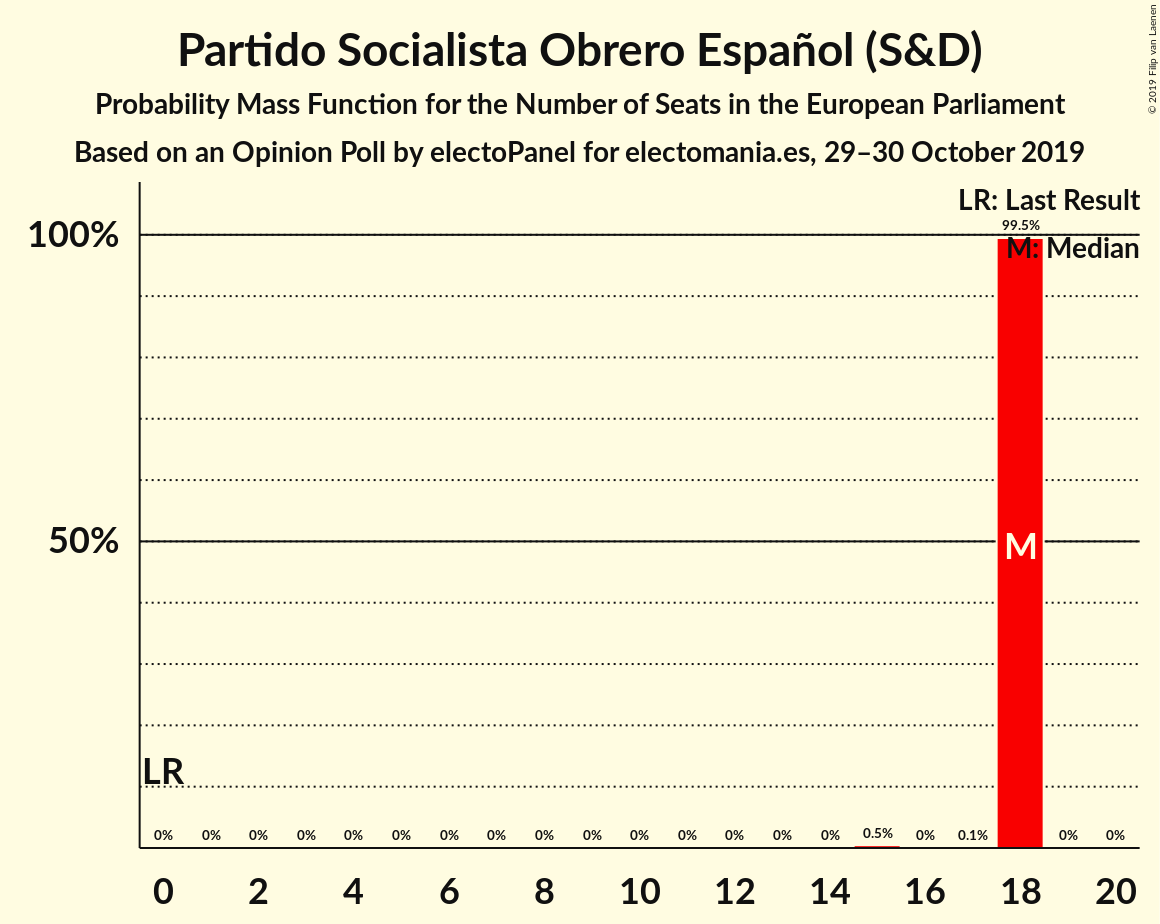 Partido Socialista Obrero Español (S&D)
Probability Mass Function for the Number of Seats in the European Parliament
Based on an Opinion Poll by electoPanel for electomania.es, 29–30 October 2019
© 2019 Filip van Laenen
LR: Last Result
99.5%
100%
M: Median
50%
M
LR
0% 0% 0% 0% 0% 0% 0% 0% 0% 0% 0% 0% 0% 0% 0% 0.5% 0% 0.1% 0% 0%
0 2 4 6 8 10 12 14 16 18 20